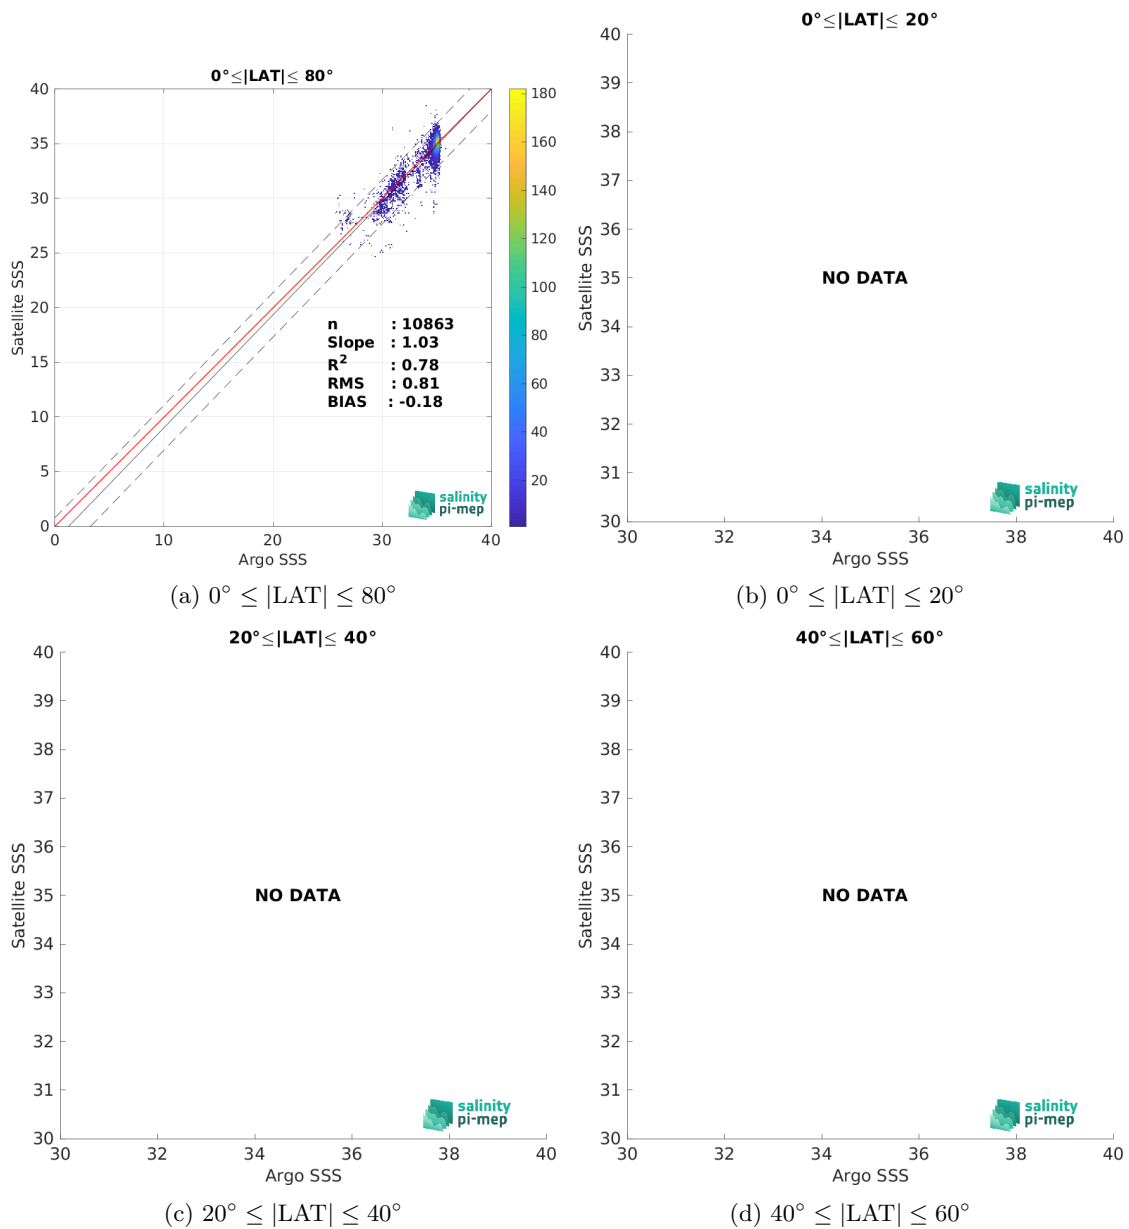 0°≤|LAT|≤ 80°
40
35
30
25
20
15
10
5
0
0
10
20
30
40
Satellite SSS
Argo SSS
180
160
140
120
100
80
60
40
20
n : 10863
Slope : 1.03
R² : 0.78
RMS : 0.81
BIAS : -0.18
salinity
pi-mep
(a) 0° ≤ |LAT| ≤ 80°
0°≤|LAT|≤ 20°
40
39
38
37
36
35
34
33
32
31
30
30
32
34
36
38
40
Satellite SSS
Argo SSS
NO DATA
salinity
pi-mep
(b) 0° ≤ |LAT| ≤ 20°
20°≤|LAT|≤ 40°
40
39
38
37
36
35
34
33
32
31
30
30
32
34
36
38
40
Satellite SSS
Argo SSS
NO DATA
salinity
pi-mep
(c) 20° ≤ |LAT| ≤ 40°
40°≤|LAT|≤ 60°
40
39
38
37
36
35
34
33
32
31
30
30
32
34
36
38
40
Satellite SSS
Argo SSS
NO DATA
salinity
pi-mep
(d) 40° ≤ |LAT| ≤ 60°